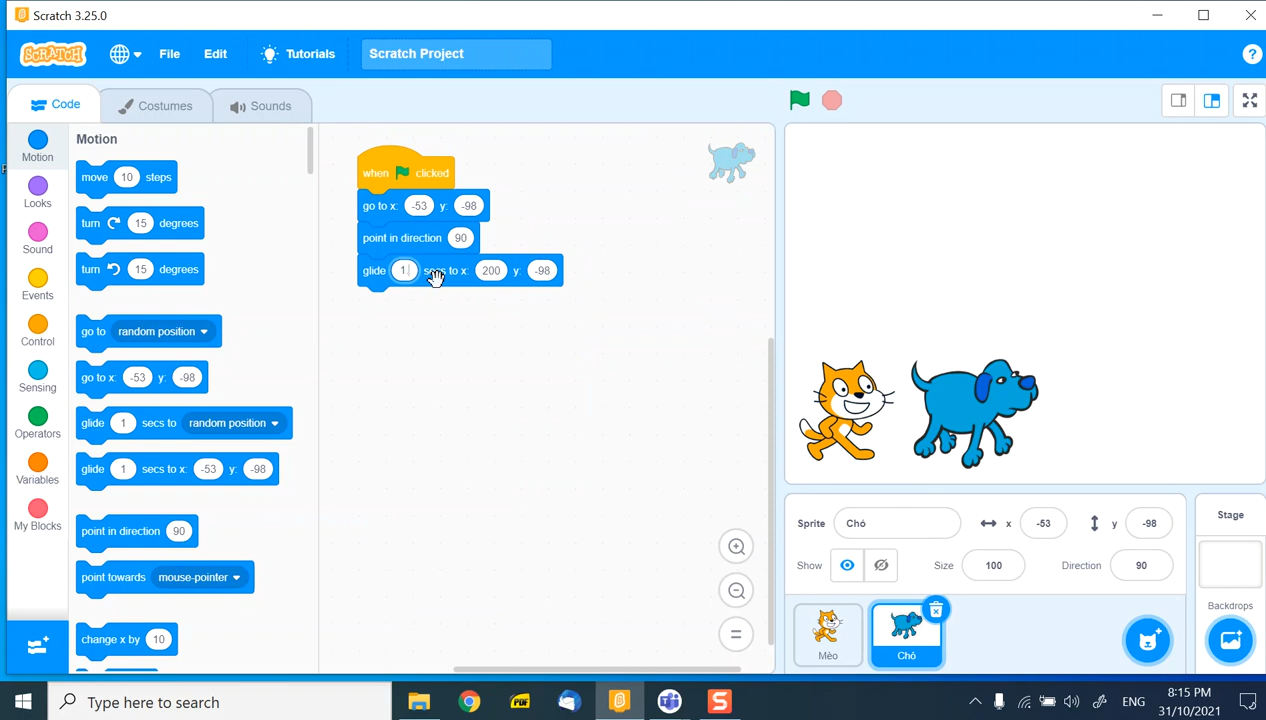 Scratch 3.25.0
SCRATCH File Edit Tutorials Scratch Project ?
Code Costumes Sounds
Motion
Looks
Sound
Events
Control
Sensing
Operators
Variables
My Blocks
Motion
move 10 steps
turn 15 degrees
turn 15 degrees
go to random position
go to x: -53 y: -98
glide 1 secs to random position
glide 1 secs to x: -53 y: -98
point in direction 90
point towards mouse-pointer
change x by 10
when clicked
go to x: -53 y: -98
point in direction 90
glide 1 secs to x: 200 y: -98
Sprite Chó x -53 y -98
Show Size 100 Direction 90
Mèo
Chó
Stage
Backdrops
Type here to search
PDF
ENG
8:15 PM
31/10/2021